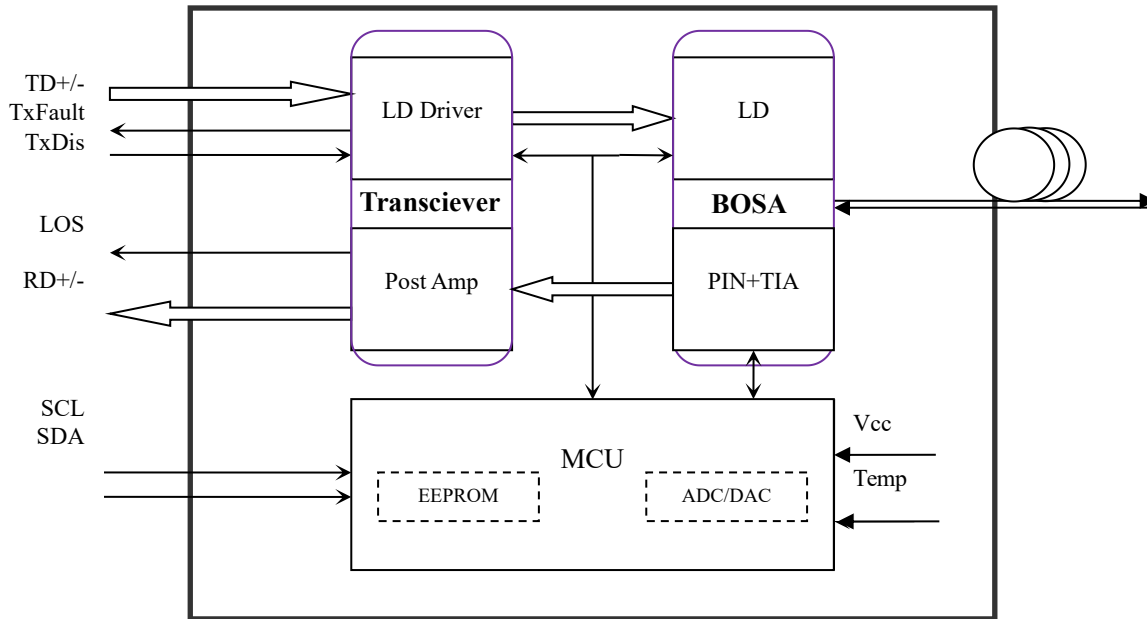 TD+/-
TxFault
TxDis
LOS
RD+/-
SCL
SDA
LD Driver
Transciever
Post Amp
LD
BOSA
PIN+TIA
MCU
EEPROM
ADC/DAC
Vcc
Temp